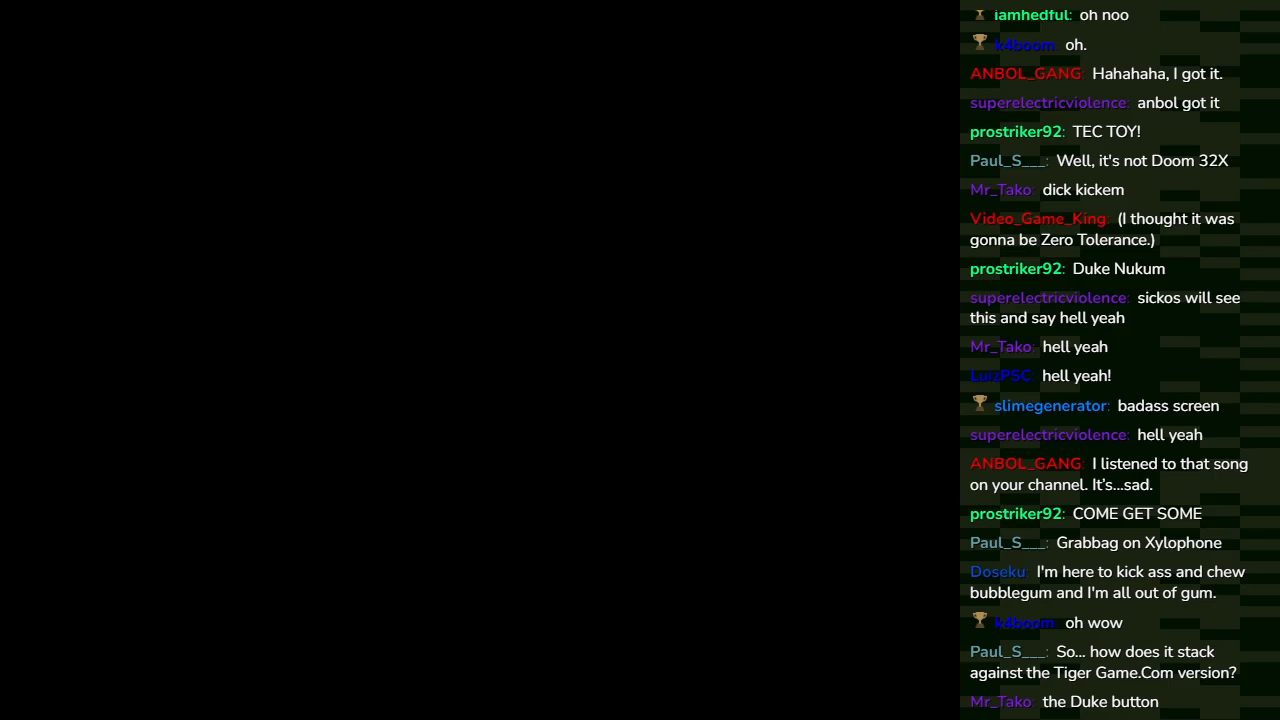 iamhedful: oh noo
k4boom: oh.
ANBOL_GANG: Hahahaha, I got it.
superelectricviolence: anbol got it
prostriker92: TEC TOY!
Paul_S___: Well, it's not Doom 32X
Mr_Tako: dick kickem
Video_Game_King: (I thought it was
gonna be Zero Tolerance.)
prostriker92: Duke Nukum
superelectricviolence: sickos will see
this and say hell yeah
Mr_Tako: hell yeah
LuizPSC: hell yeah!
slimegenerator: badass screen
superelectricviolence: hell yeah
ANBOL_GANG: I listened to that song
on your channel. It's...sad.
prostriker92: COME GET SOME
Paul_S___: Grabbag on Xylophone
Doseku: I'm here to kick ass and chew
bubblegum and I'm all out of gum.
k4boom: oh wow
Paul_S___: So... how does it stack
against the Tiger Game.Com version?
Mr_Tako: the Duke button